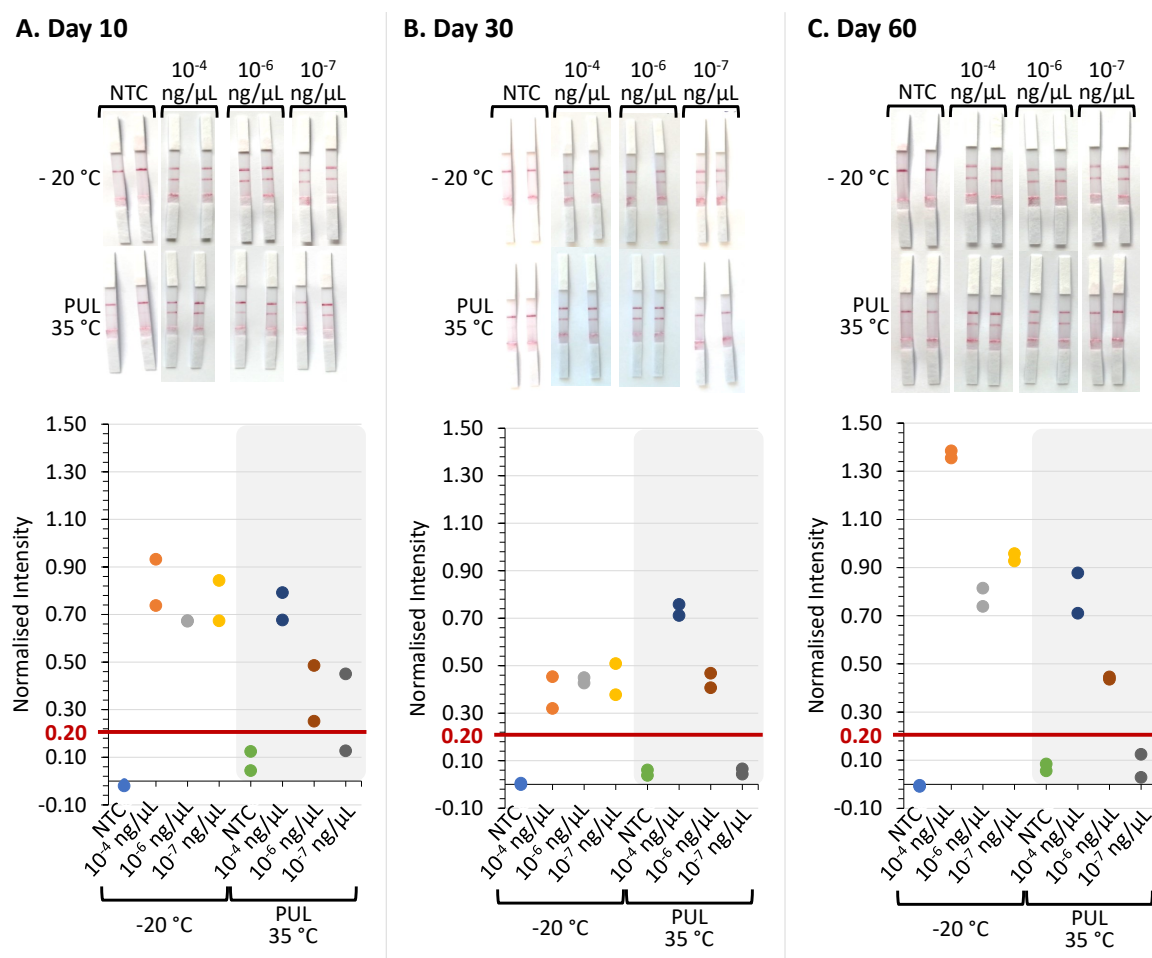 A. Day 10
NTC
10⁻⁴
ng/µL
10⁻⁶
ng/µL
10⁻⁷
ng/µL
- 20 °C
PUL
35 °C
Normalised Intensity
1.50
1.30
1.10
0.90
0.70
0.50
0.30
0.20
0.10
-0.10
NTC
10⁻⁴ ng/µL
10⁻⁶ ng/µL
10⁻⁷ ng/µL
NTC
10⁻⁴ ng/µL
10⁻⁶ ng/µL
10⁻⁷ ng/µL
-20 °C
PUL
35 °C
B. Day 30
NTC
10⁻⁴
ng/µL
10⁻⁶
ng/µL
10⁻⁷
ng/µL
- 20 °C
PUL
35 °C
Normalised Intensity
1.50
1.30
1.10
0.90
0.70
0.50
0.30
0.20
0.10
-0.10
NTC
10⁻⁴ ng/µL
10⁻⁶ ng/µL
10⁻⁷ ng/µL
NTC
10⁻⁴ ng/µL
10⁻⁶ ng/µL
10⁻⁷ ng/µL
-20 °C
PUL
35 °C
C. Day 60
NTC
10⁻⁴
ng/µL
10⁻⁶
ng/µL
10⁻⁷
ng/µL
- 20 °C
PUL
35 °C
Normalised Intensity
1.50
1.30
1.10
0.90
0.70
0.50
0.30
0.20
0.10
-0.10
NTC
10⁻⁴ ng/µL
10⁻⁶ ng/µL
10⁻⁷ ng/µL
NTC
10⁻⁴ ng/µL
10⁻⁶ ng/µL
10⁻⁷ ng/µL
-20 °C
PUL
35 °C